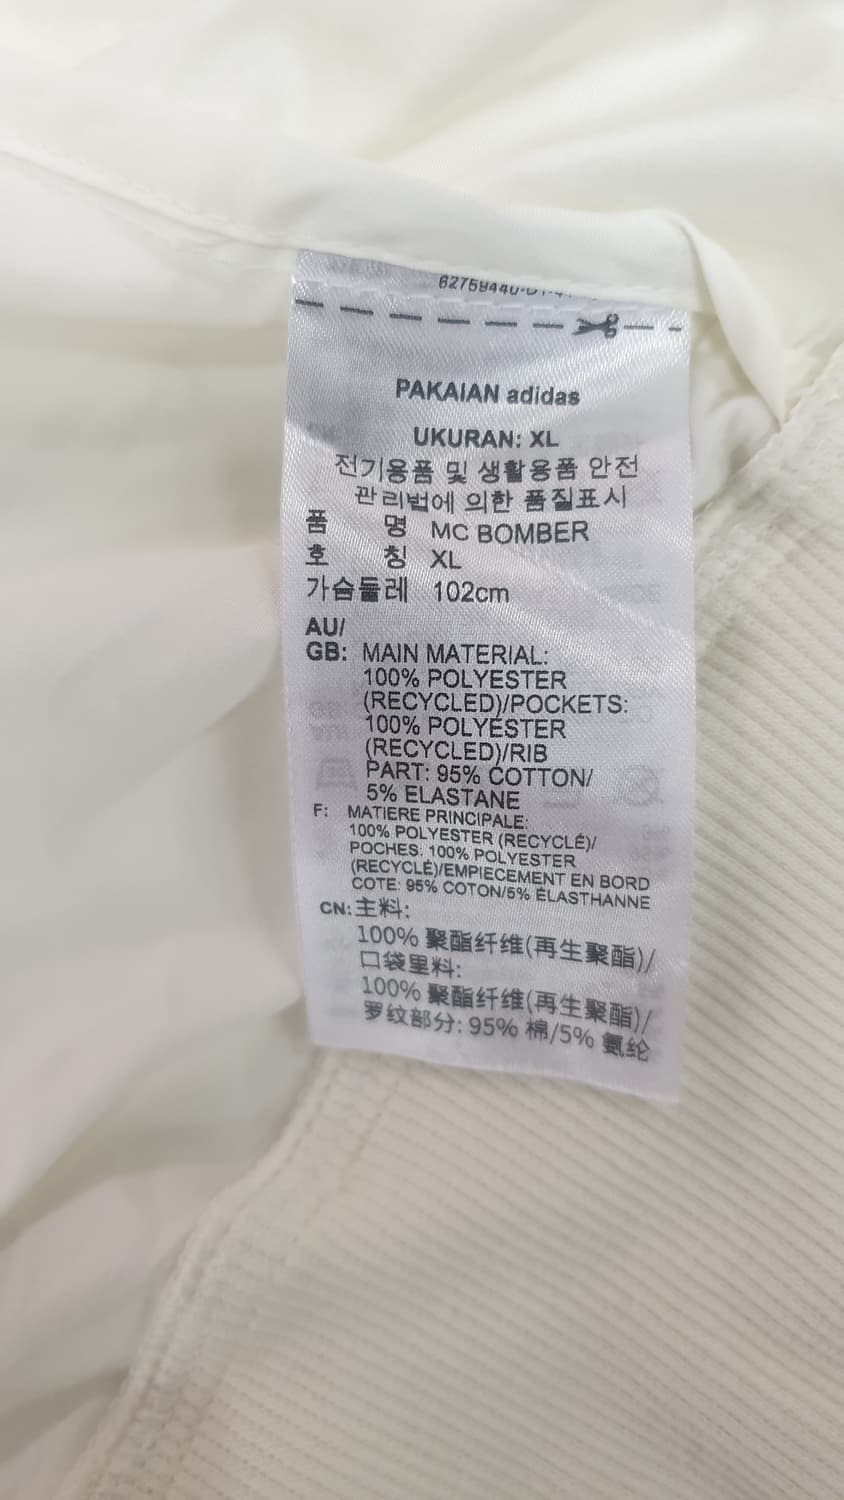 62759440-
PAKAIAN adidas
UKURAN: XL
전기용품 및 생활용품 안전
관리법에 의한 품질표시
품 명 MC BOMBER
호 칭 XL
가슴둘레 102cm
AU/
GB: MAIN MATERIAL:
100% POLYESTER
(RECYCLED)/POCKETS:
100% POLYESTER
(RECYCLED)/RIB
PART: 95% COTTON/
5% ELASTANE
F: MATIERE PRINCIPALE:
100% POLYESTER (RECYCLÉ)/
POCHES: 100% POLYESTER
(RECYCLÉ)/EMPIECEMENT EN BORD
COTE: 95% COTON/5% ÉLASTHANNE
CN: 主料:
100% 聚酯纤维(再生聚酯)/
口袋里料:
100% 聚酯纤维(再生聚酯)/
罗纹部分: 95% 棉/5% 氨纶